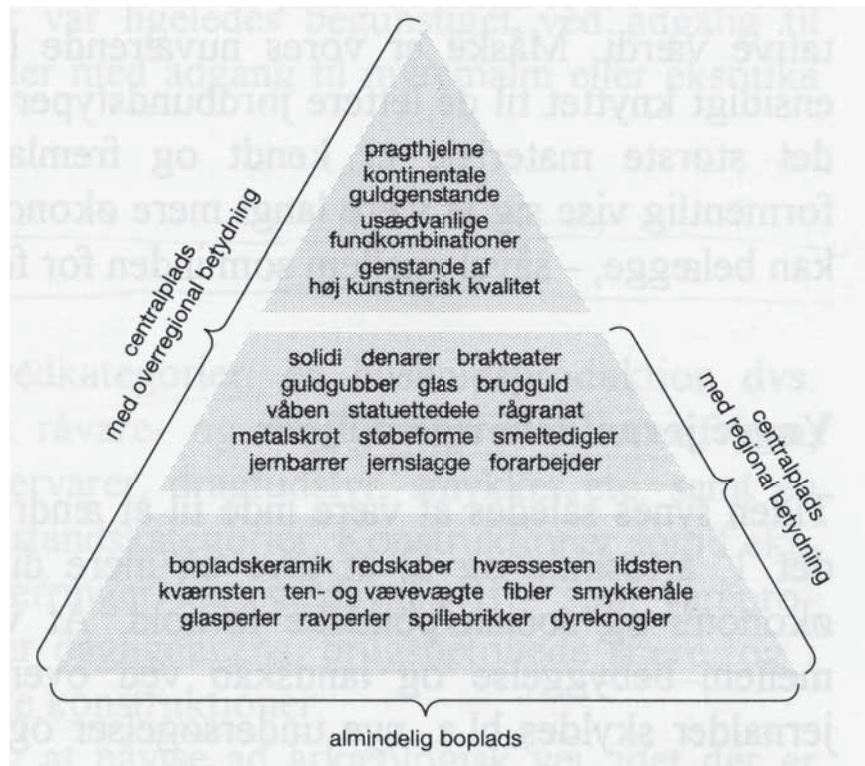 pragthjelme
kontinentale
guldgenstande
usædvanlige
fundkombinationer
genstande af
høj kunstnerisk kvalitet
centralplads
med overregional betydning
solidi denarer brakteater
guldgubber glas brudguld
våben statuettedele rågranat
metalskrot støbeforme smeltedigler
jernbarrer jernslagge forarbejder
centralplads
med regional betydning
bopladskeramik redskaber hvæssesten ildsten
kværnsten ten- og vævevægte fibler smykkenåle
glasperler ravperler spillebrikker dyreknogler
almindelig boplads